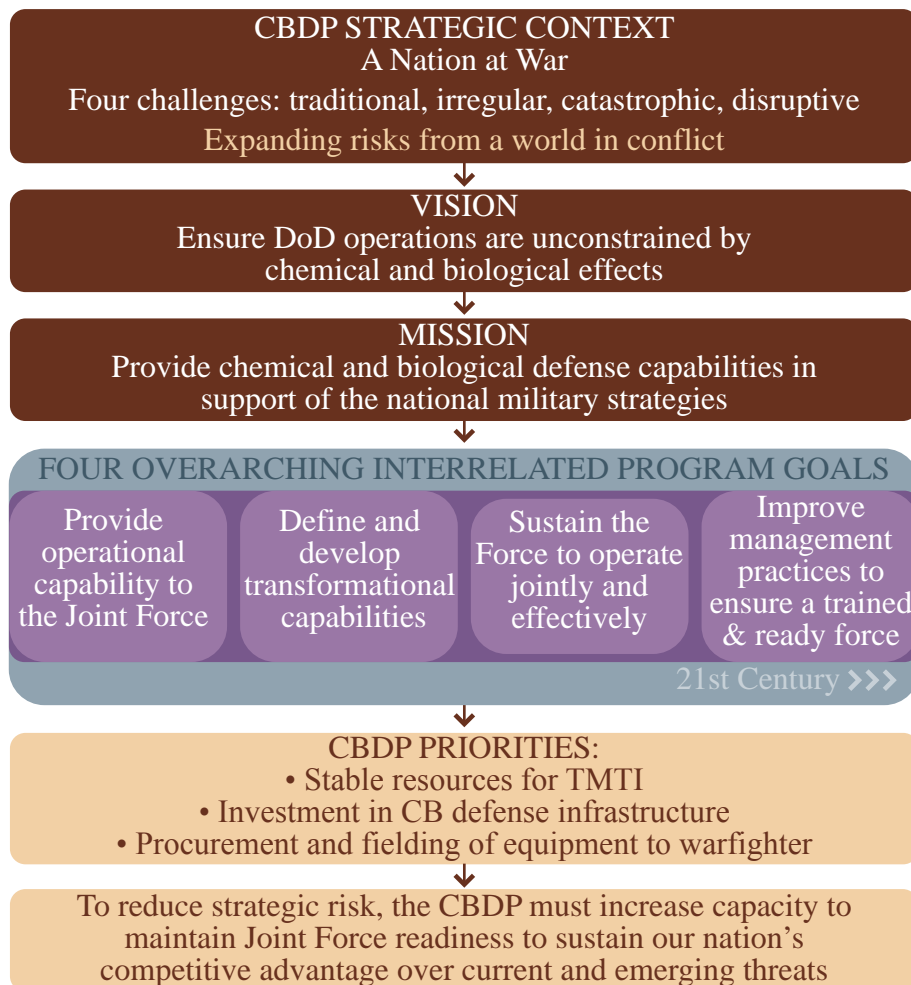 CBDP STRATEGIC CONTEXT
A Nation at War
Four challenges: traditional, irregular, catastrophic, disruptive
Expanding risks from a world in conflict
VISION
Ensure DoD operations are unconstrained by
chemical and biological effects
MISSION
Provide chemical and biological defense capabilities in
support of the national military strategies
FOUR OVERARCHING INTERRELATED PROGRAM GOALS
Provide
operational
capability to
the Joint Force
Define and
develop
transformational
capabilities
Sustain the
Force to operate
jointly and
effectively
Improve
management
practices to
ensure a trained
& ready force
21st Century >>>
CBDP PRIORITIES:
• Stable resources for TMTI
• Investment in CB defense infrastructure
• Procurement and fielding of equipment to warfighter
To reduce strategic risk, the CBDP must increase capacity to
maintain Joint Force readiness to sustain our nation’s
competitive advantage over current and emerging threats